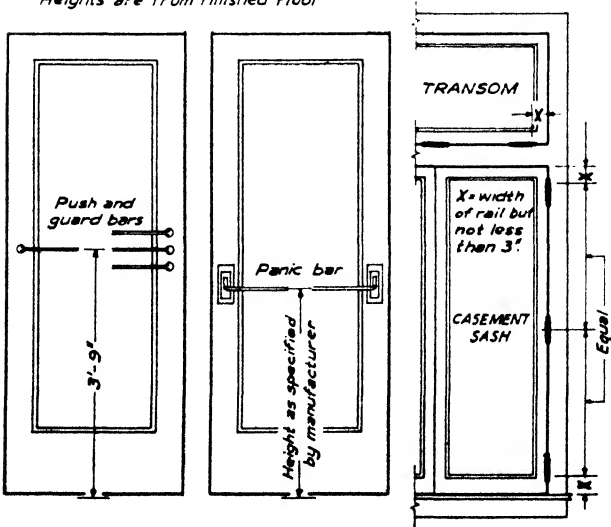 Heights are from finished floor
Push and
guard bars
3'-9"
Panic bar
Height as specified
by manufacturer
TRANSOM
X
X
X=width
of rail but
not less
than 3".
CASEMENT
SASH
Equal
X